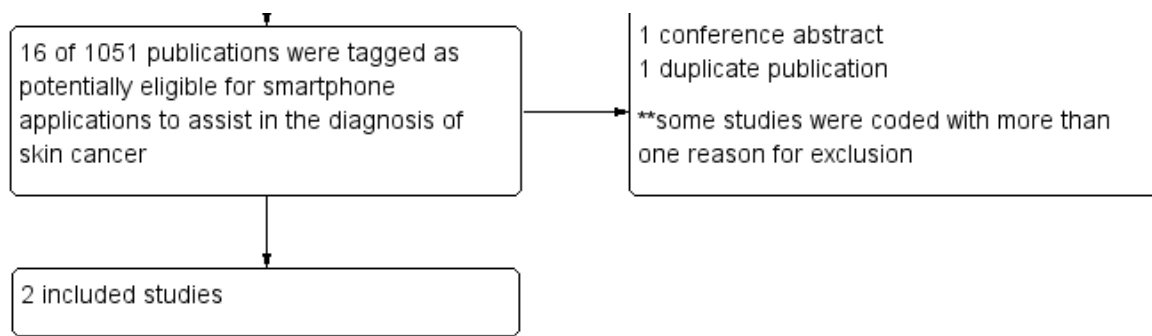 16 of 1051 publications were tagged as
potentially eligible for smartphone
applications to assist in the diagnosis of
skin cancer
1 conference abstract
1 duplicate publication
**some studies were coded with more than
one reason for exclusion
2 included studies